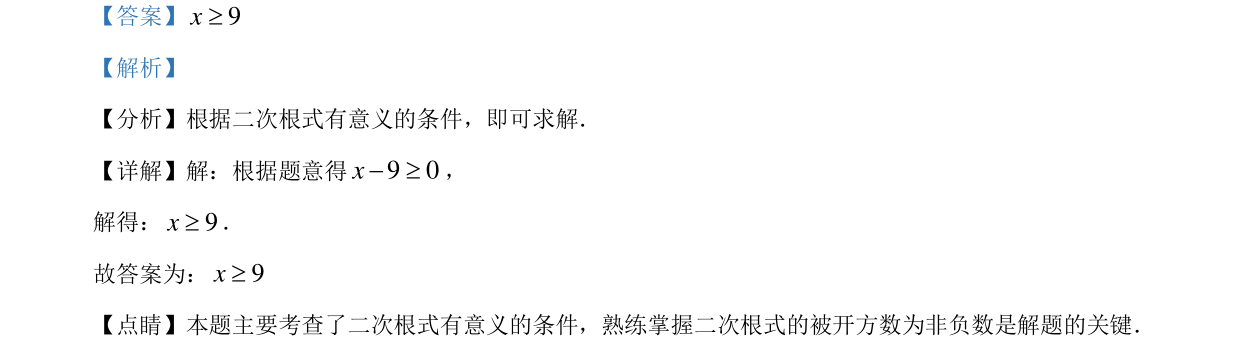 【答案】x≥9
【解析】
【分析】根据二次根式有意义的条件，即可求解．
【详解】解：根据题意得x−9≥0，
解得：x≥9．
故答案为：x≥9
【点睛】本题主要考查了二次根式有意义的条件，熟练掌握二次根式的被开方数为非负数是解题的关键．